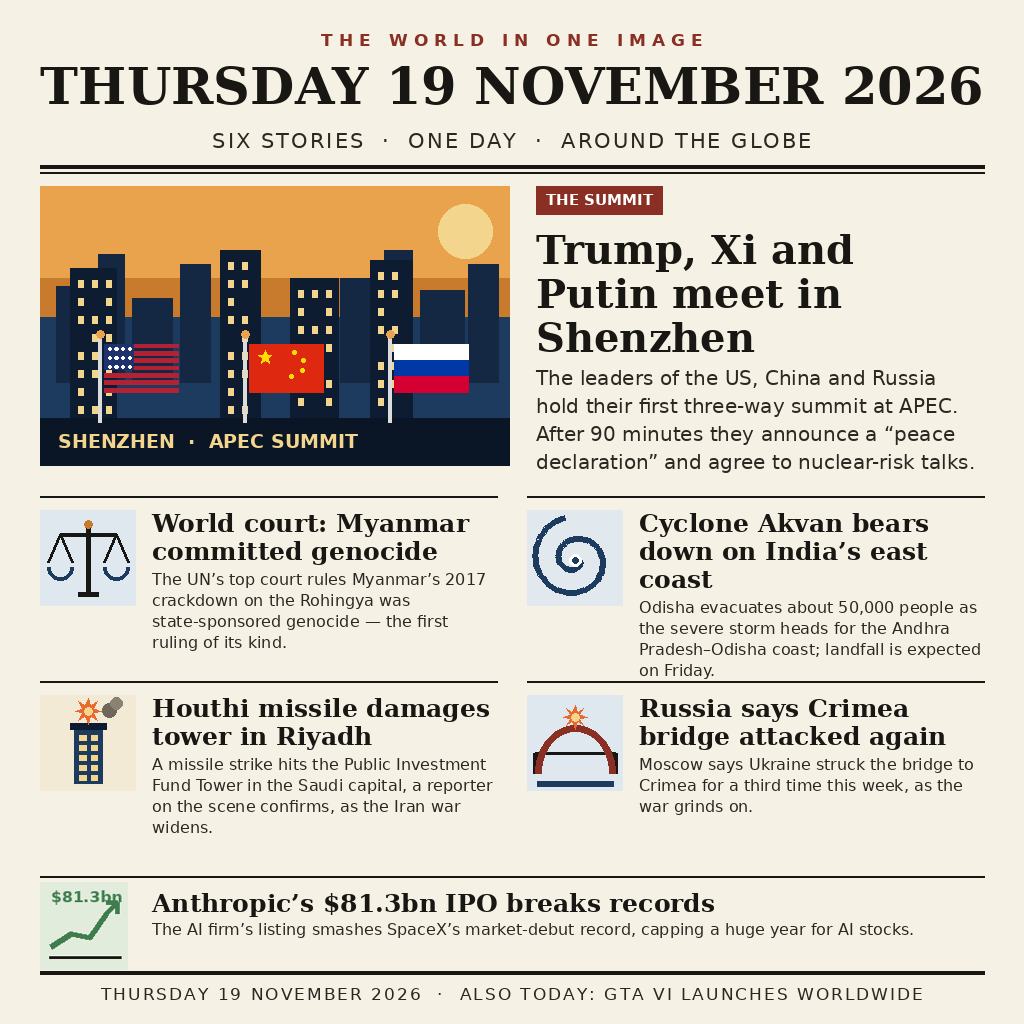 THE WORLD IN ONE IMAGE
THURSDAY 19 NOVEMBER 2026
SIX STORIES · ONE DAY · AROUND THE GLOBE
SHENZHEN · APEC SUMMIT
THE SUMMIT
Trump, Xi and
Putin meet in
Shenzhen
The leaders of the US, China and Russia
hold their first three-way summit at APEC.
After 90 minutes they announce a “peace
declaration” and agree to nuclear-risk talks.
World court: Myanmar
committed genocide
The UN’s top court rules Myanmar’s 2017
crackdown on the Rohingya was
state-sponsored genocide — the first
ruling of its kind.
Cyclone Akvan bears
down on India’s east
coast
Odisha evacuates about 50,000 people as
the severe storm heads for the Andhra
Pradesh–Odisha coast; landfall is expected
on Friday.
Houthi missile damages
tower in Riyadh
A missile strike hits the Public Investment
Fund Tower in the Saudi capital, a reporter
on the scene confirms, as the Iran war
widens.
Russia says Crimea
bridge attacked again
Moscow says Ukraine struck the bridge to
Crimea for a third time this week, as the
war grinds on.
$81.3bn
Anthropic’s $81.3bn IPO breaks records
The AI firm’s listing smashes SpaceX’s market-debut record, capping a huge year for AI stocks.
THURSDAY 19 NOVEMBER 2026 · ALSO TODAY: GTA VI LAUNCHES WORLDWIDE